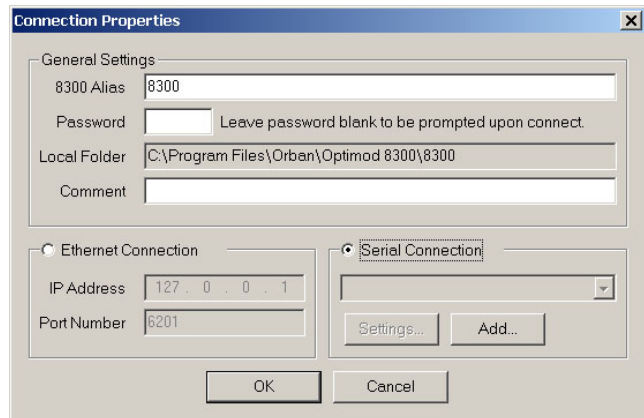 Connection Properties
General Settings
8300 Alias 8300
Password Leave password blank to be prompted upon connect.
Local Folder C:\Program Files\Orban\Optimod 8300\8300
Comment
Ethernet Connection
IP Address 127 . 0 . 0 . 1
Port Number 6201
Serial Connection
Settings... Add...
OK Cancel